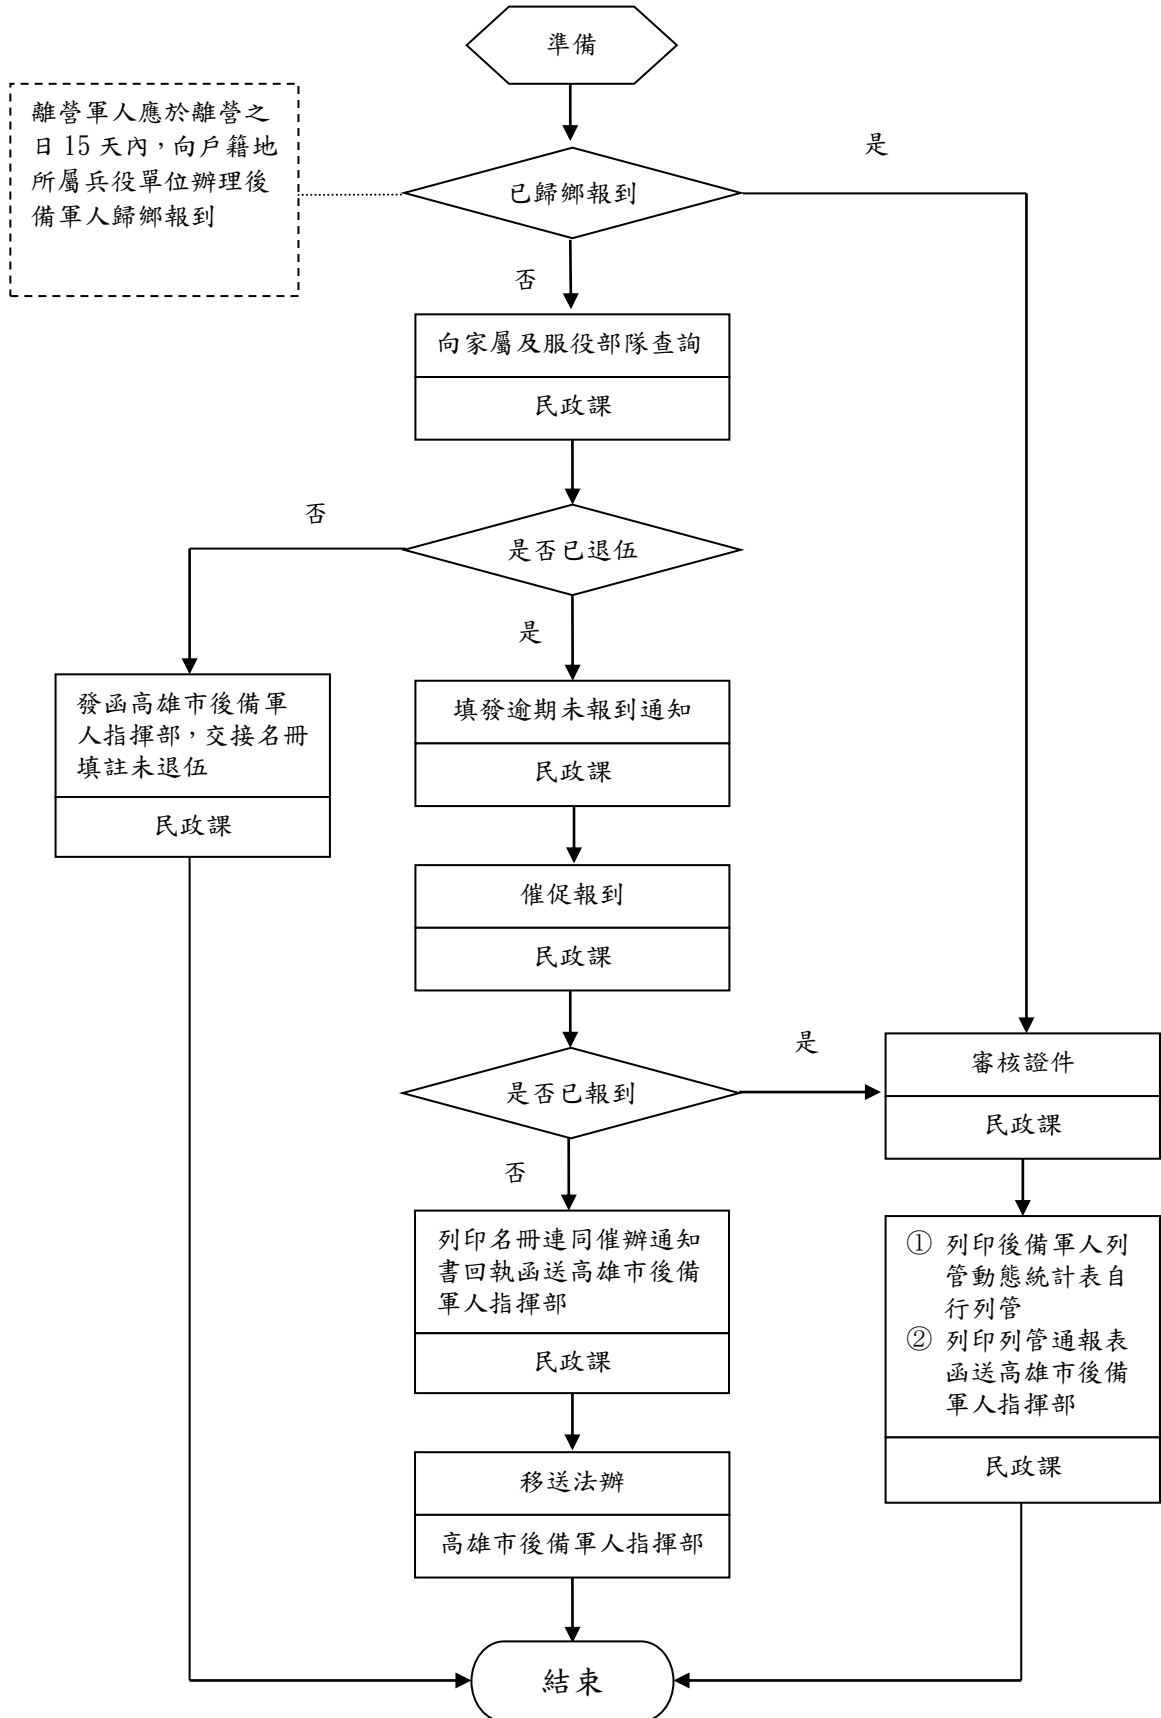 準備
離營軍人應於離營之
日15天內，向戶籍地
所屬兵役單位辦理後
備軍人歸鄉報到
是
已歸鄉報到
否
向家屬及服役部隊查詢
民政課
否
是否已退伍
是
發函高雄市後備軍
人指揮部，交接名冊
填註未退伍
民政課
填發逾期未報到通知
民政課
催促報到
民政課
是
是否已報到
審核證件
民政課
否
列印名冊連同催辦通知
書回執函送高雄市後備
軍人指揮部
民政課
① 列印後備軍人列
管動態統計表自
行列管
② 列印列管通報表
函送高雄市後備
軍人指揮部
民政課
移送法辦
高雄市後備軍人指揮部
結束